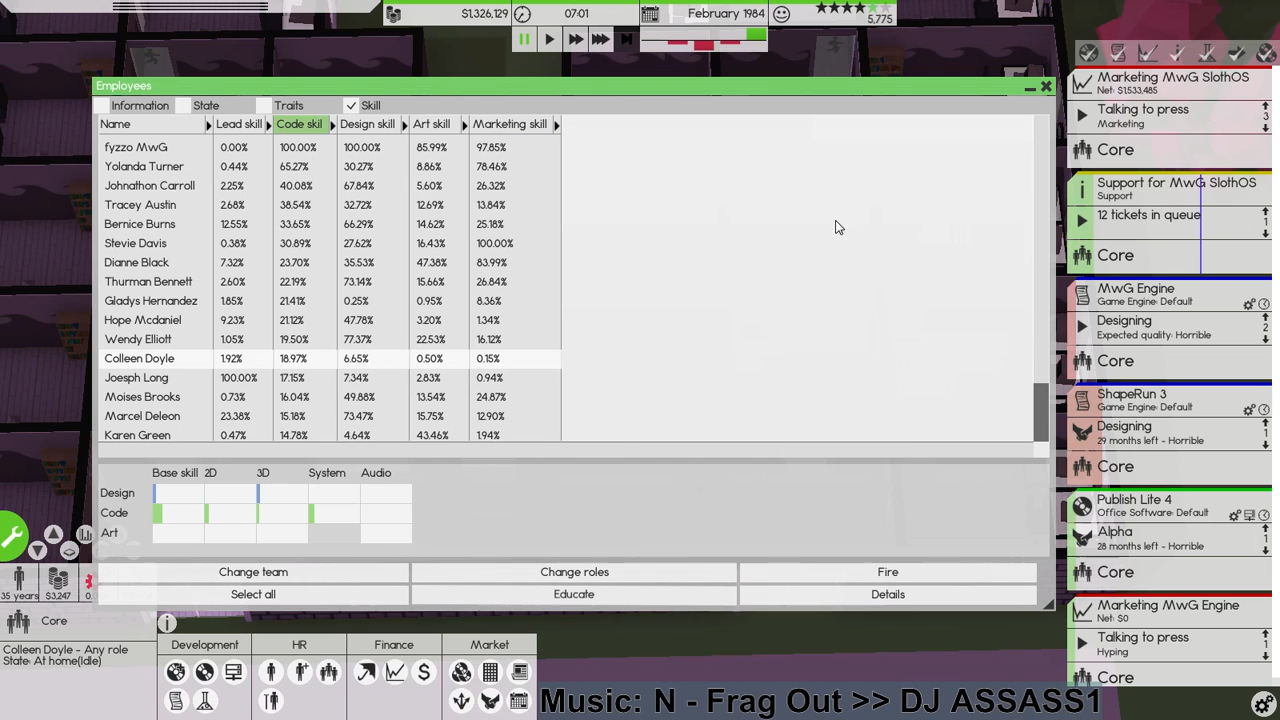 $1,326,129
07:01
February 1984
5,775
Employees
Information State Traits Skill
Name Lead skill Code skil Design skill Art skill Marketing skill
fyzzo MwG 0.00% 100.00% 100.00% 85.99% 97.85%
Yolanda Turner 0.44% 65.27% 30.27% 8.86% 78.46%
Johnathon Carroll 2.25% 40.08% 67.84% 5.60% 26.32%
Tracey Austin 2.68% 38.54% 32.72% 12.69% 13.84%
Bernice Burns 12.55% 33.65% 66.29% 14.62% 25.18%
Stevie Davis 0.38% 30.89% 27.62% 16.43% 100.00%
Dianne Black 7.32% 23.70% 35.53% 47.38% 83.99%
Thurman Bennett 2.60% 22.19% 73.14% 15.66% 26.84%
Gladys Hernandez 1.85% 21.41% 0.25% 0.95% 8.36%
Hope Mcdaniel 9.23% 21.12% 47.78% 3.20% 1.34%
Wendy Elliott 1.05% 19.50% 77.37% 22.53% 16.12%
Colleen Doyle 1.92% 18.97% 6.65% 0.50% 0.15%
Joesph Long 100.00% 17.15% 7.34% 2.83% 0.94%
Moises Brooks 0.73% 16.04% 49.88% 13.54% 24.87%
Marcel Deleon 23.38% 15.18% 73.47% 15.75% 12.90%
Karen Green 0.47% 14.78% 4.64% 43.46% 1.94%
Base skill 2D 3D System Audio
Design
Code
Art
Change team Change roles Fire
Select all Educate Details
Marketing MwG SlothOS
Net: $1,533,485
Talking to press
Marketing
3
Core
Support for MwG SlothOS
Support
12 tickets in queue
1
Core
MwG Engine
Game Engine: Default
Designing
Expected quality: Horrible
2
Core
ShapeRun 3
Game Engine: Default
Designing
29 months left - Horrible
1
Core
Publish Lite 4
Office Software: Default
Alpha
28 months left - Horrible
1
Core
Marketing MwG Engine
Net: $0
Talking to press
Hyping
1
Core
35 years
$3,247
Core
Colleen Doyle - Any role
State: At home(Idle)
Development HR Finance Market
Music: N - Frag Out >> DJ ASSASS1